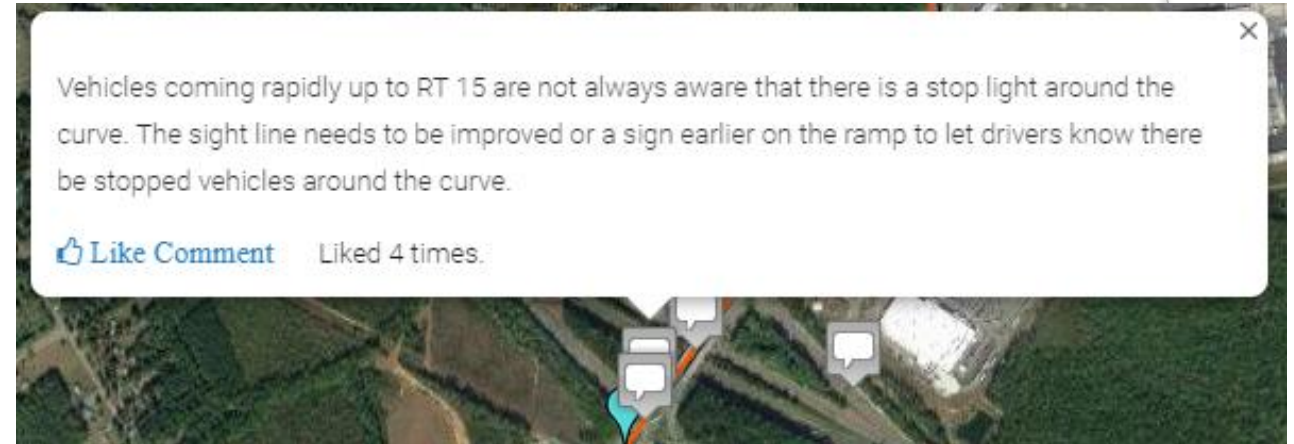 Vehicles coming rapidly up to RT 15 are not always aware that there is a stop light around the
curve. The sight line needs to be improved or a sign earlier on the ramp to let drivers know there
be stopped vehicles around the curve.
Like Comment Liked 4 times.